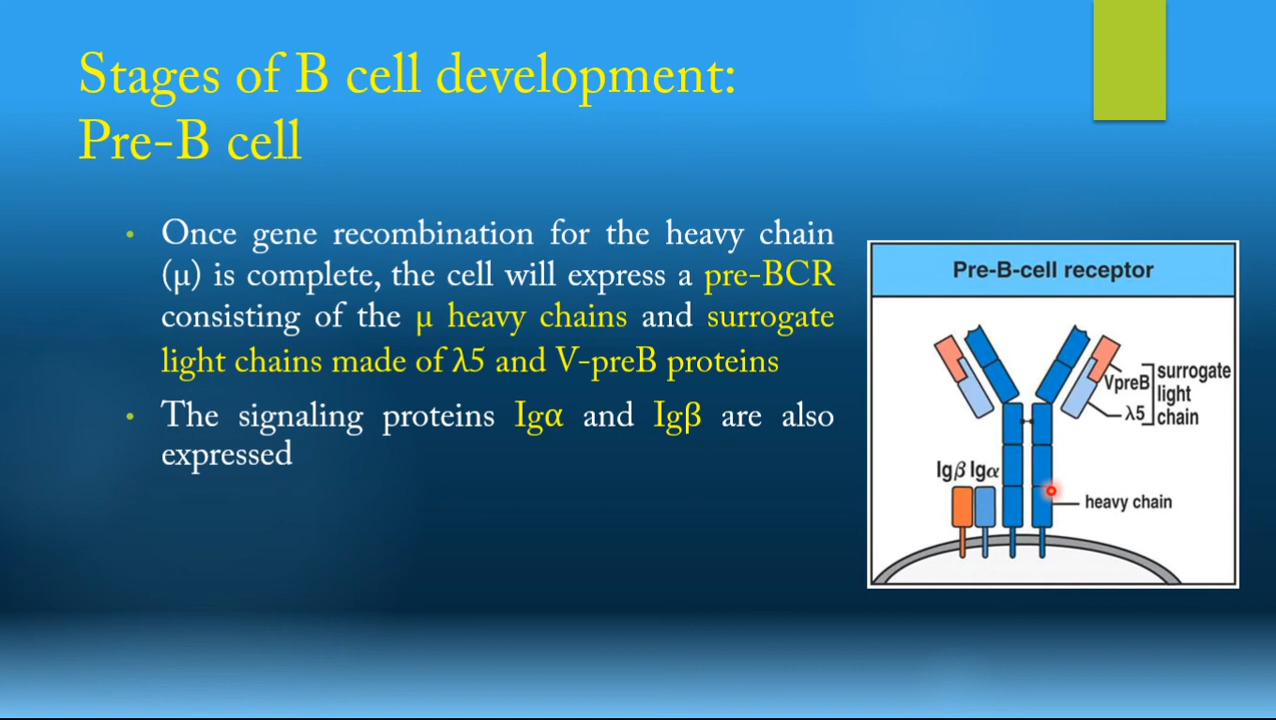 Stages of B cell development:
Pre-B cell
• Once gene recombination for the heavy chain
(μ) is complete, the cell will express a pre-BCR
consisting of the μ heavy chains and surrogate
light chains made of λ5 and V-preB proteins
• The signaling proteins Igα and Igβ are also
expressed
Pre-B-cell receptor
VpreB
λ5
surrogate
light
chain
Igβ Igα
heavy chain